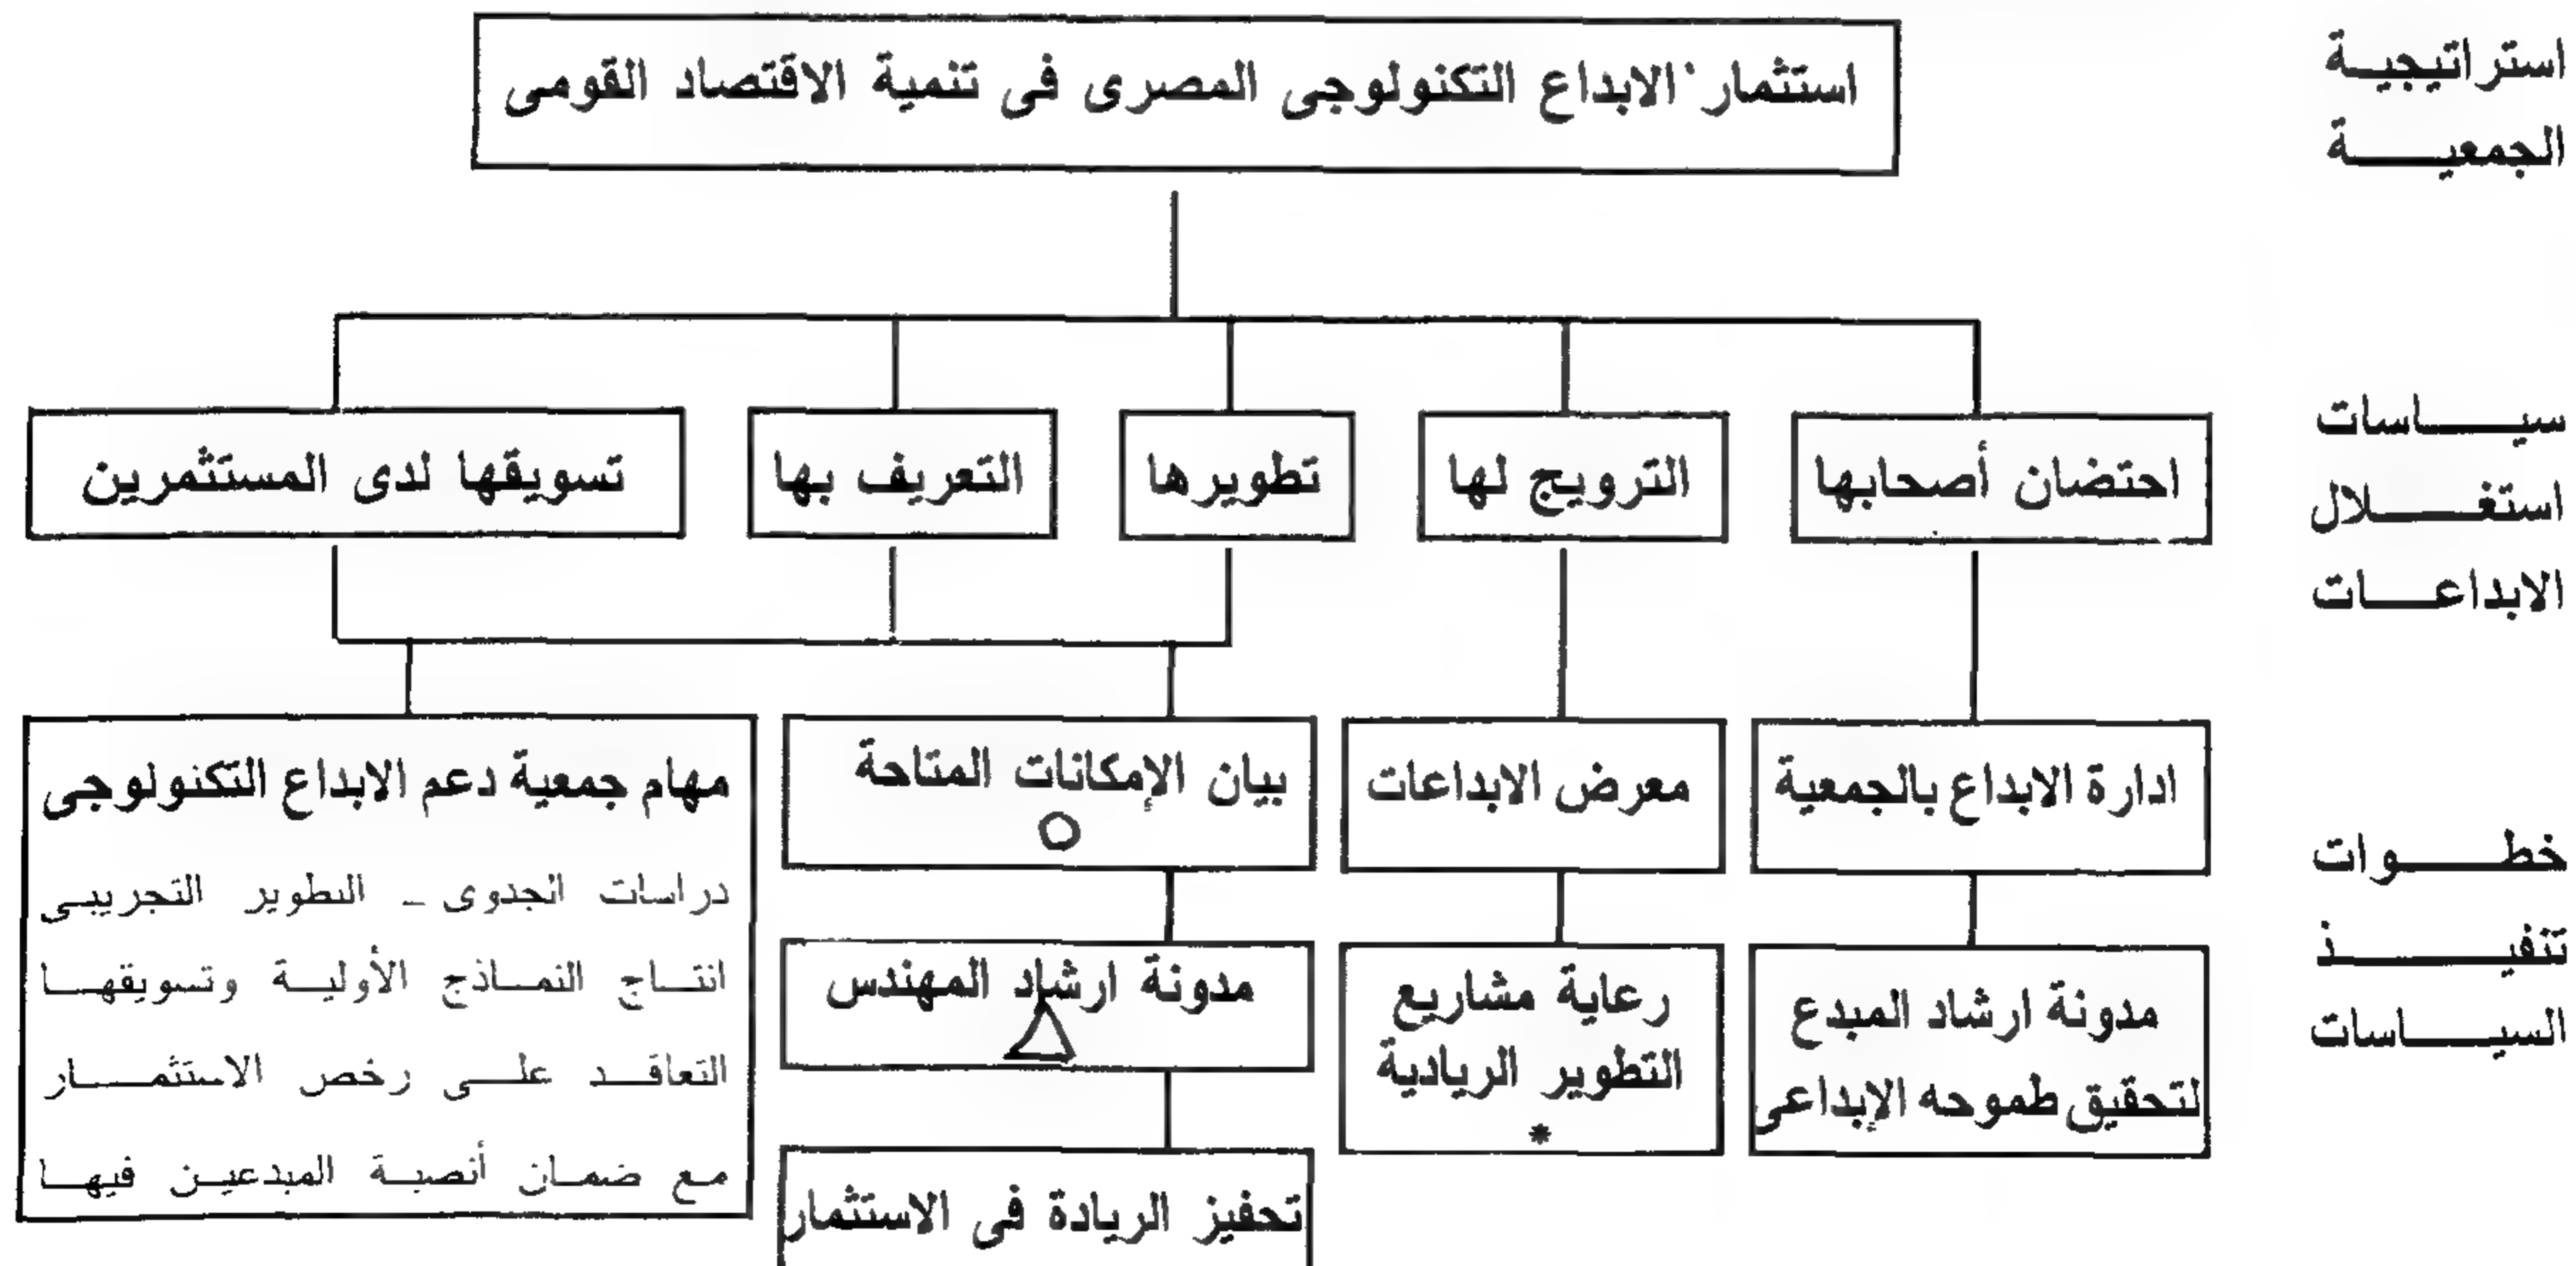 استراتيجية
الجمعية
استثمار الابداع التكنولوجى المصرى فى تنمية الاقتصاد القومى
سياسات
استغلال
الابداعات
احتضان أصحابها
الترويج لها
تطويرها
التعريف بها
تسويقها لدى المستثمرين
خطوات
تنفيذ
السياسات
ادارة الابداع بالجمعية
مدونة ارشاد المبدع
لتحقيق طموحه الإبداعى
معرض الابداعات
رعاية مشاريع
التطوير الريادية
*
بيان الإمكانات المتاحة
مدونة ارشاد المهندس
تحفيز الريادة فى الاستثمار
مهام جمعية دعم الابداع التكنولوجى
دراسات الجدوى - التطوير التجريبى
انتاج النماذج الأولية وتسويقها
التعاقد على رخص الاستثمار
مع ضمان أنصبة المبدعين فيها